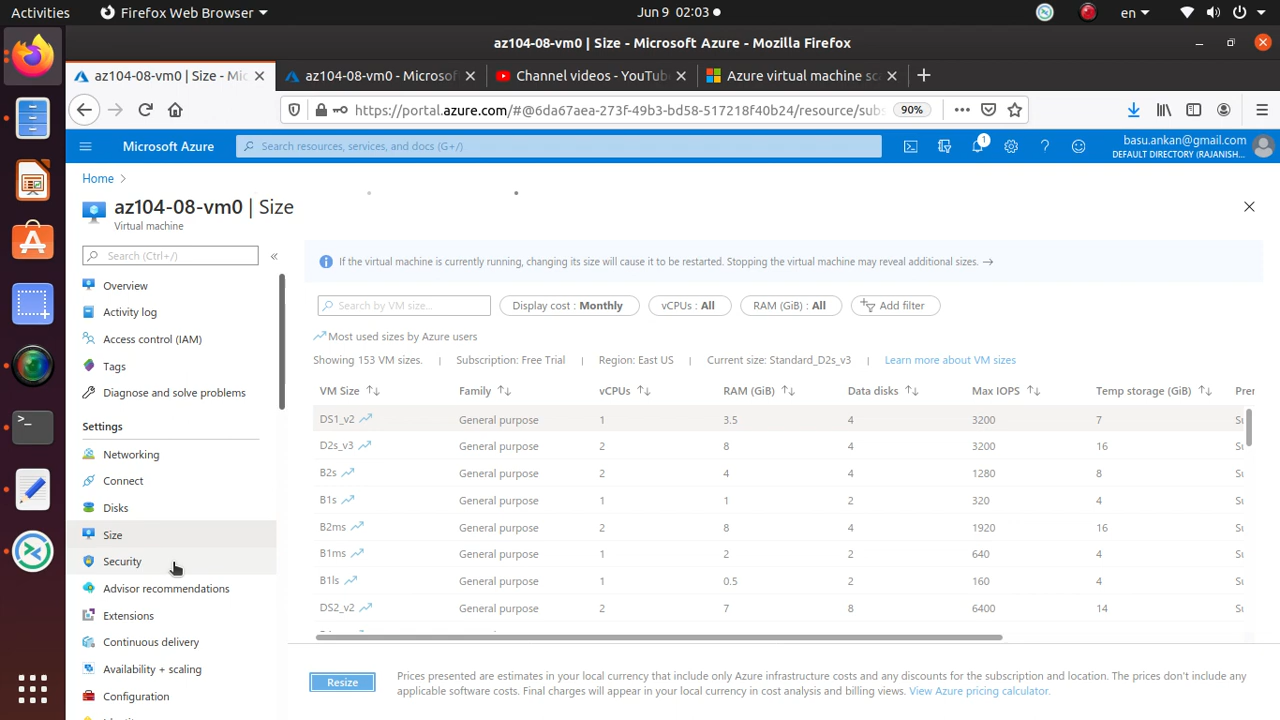 Activities
Firefox Web Browser
Jun 9 02:03
en
az104-08-vm0 | Size - Microsoft Azure - Mozilla Firefox
az104-08-vm0 | Size - Mic
az104-08-vm0 - Microsof
Channel videos - YouTub
Azure virtual machine sc
https://portal.azure.com/#@6da67aea-273f-49b3-bd58-517218f40b24/resource/subs
90%
Microsoft Azure
Search resources, services, and docs (G+/)
1
basu.ankan@gmail.com
DEFAULT DIRECTORY (RAJANISH...
Home
az104-08-vm0 | Size
Virtual machine
Search (Ctrl+/)
Overview
Activity log
Access control (IAM)
Tags
Diagnose and solve problems
Settings
Networking
Connect
Disks
Size
Security
Advisor recommendations
Extensions
Continuous delivery
Availability + scaling
Configuration
If the virtual machine is currently running, changing its size will cause it to be restarted. Stopping the virtual machine may reveal additional sizes. →
Search by VM size...
Display cost : Monthly
vCPUs : All
RAM (GiB) : All
Add filter
Most used sizes by Azure users
Showing 153 VM sizes. | Subscription: Free Trial | Region: East US | Current size: Standard_D2s_v3 | Learn more about VM sizes
VM Size Family vCPUs RAM (GiB) Data disks Max IOPS Temp storage (GiB) Pren
DS1_v2 General purpose 1 3.5 4 3200 7 Su
D2s_v3 General purpose 2 8 4 3200 16 Su
B2s General purpose 2 4 4 1280 8 Su
B1s General purpose 1 1 2 320 4 Su
B2ms General purpose 2 8 4 1920 16 Su
B1ms General purpose 1 2 2 640 4 Su
B1ls General purpose 1 0.5 2 160 4 Su
DS2_v2 General purpose 2 7 8 6400 14 Su
Resize
Prices presented are estimates in your local currency that include only Azure infrastructure costs and any discounts for the subscription and location. The prices don't include any
applicable software costs. Final charges will appear in your local currency in cost analysis and billing views. View Azure pricing calculator.